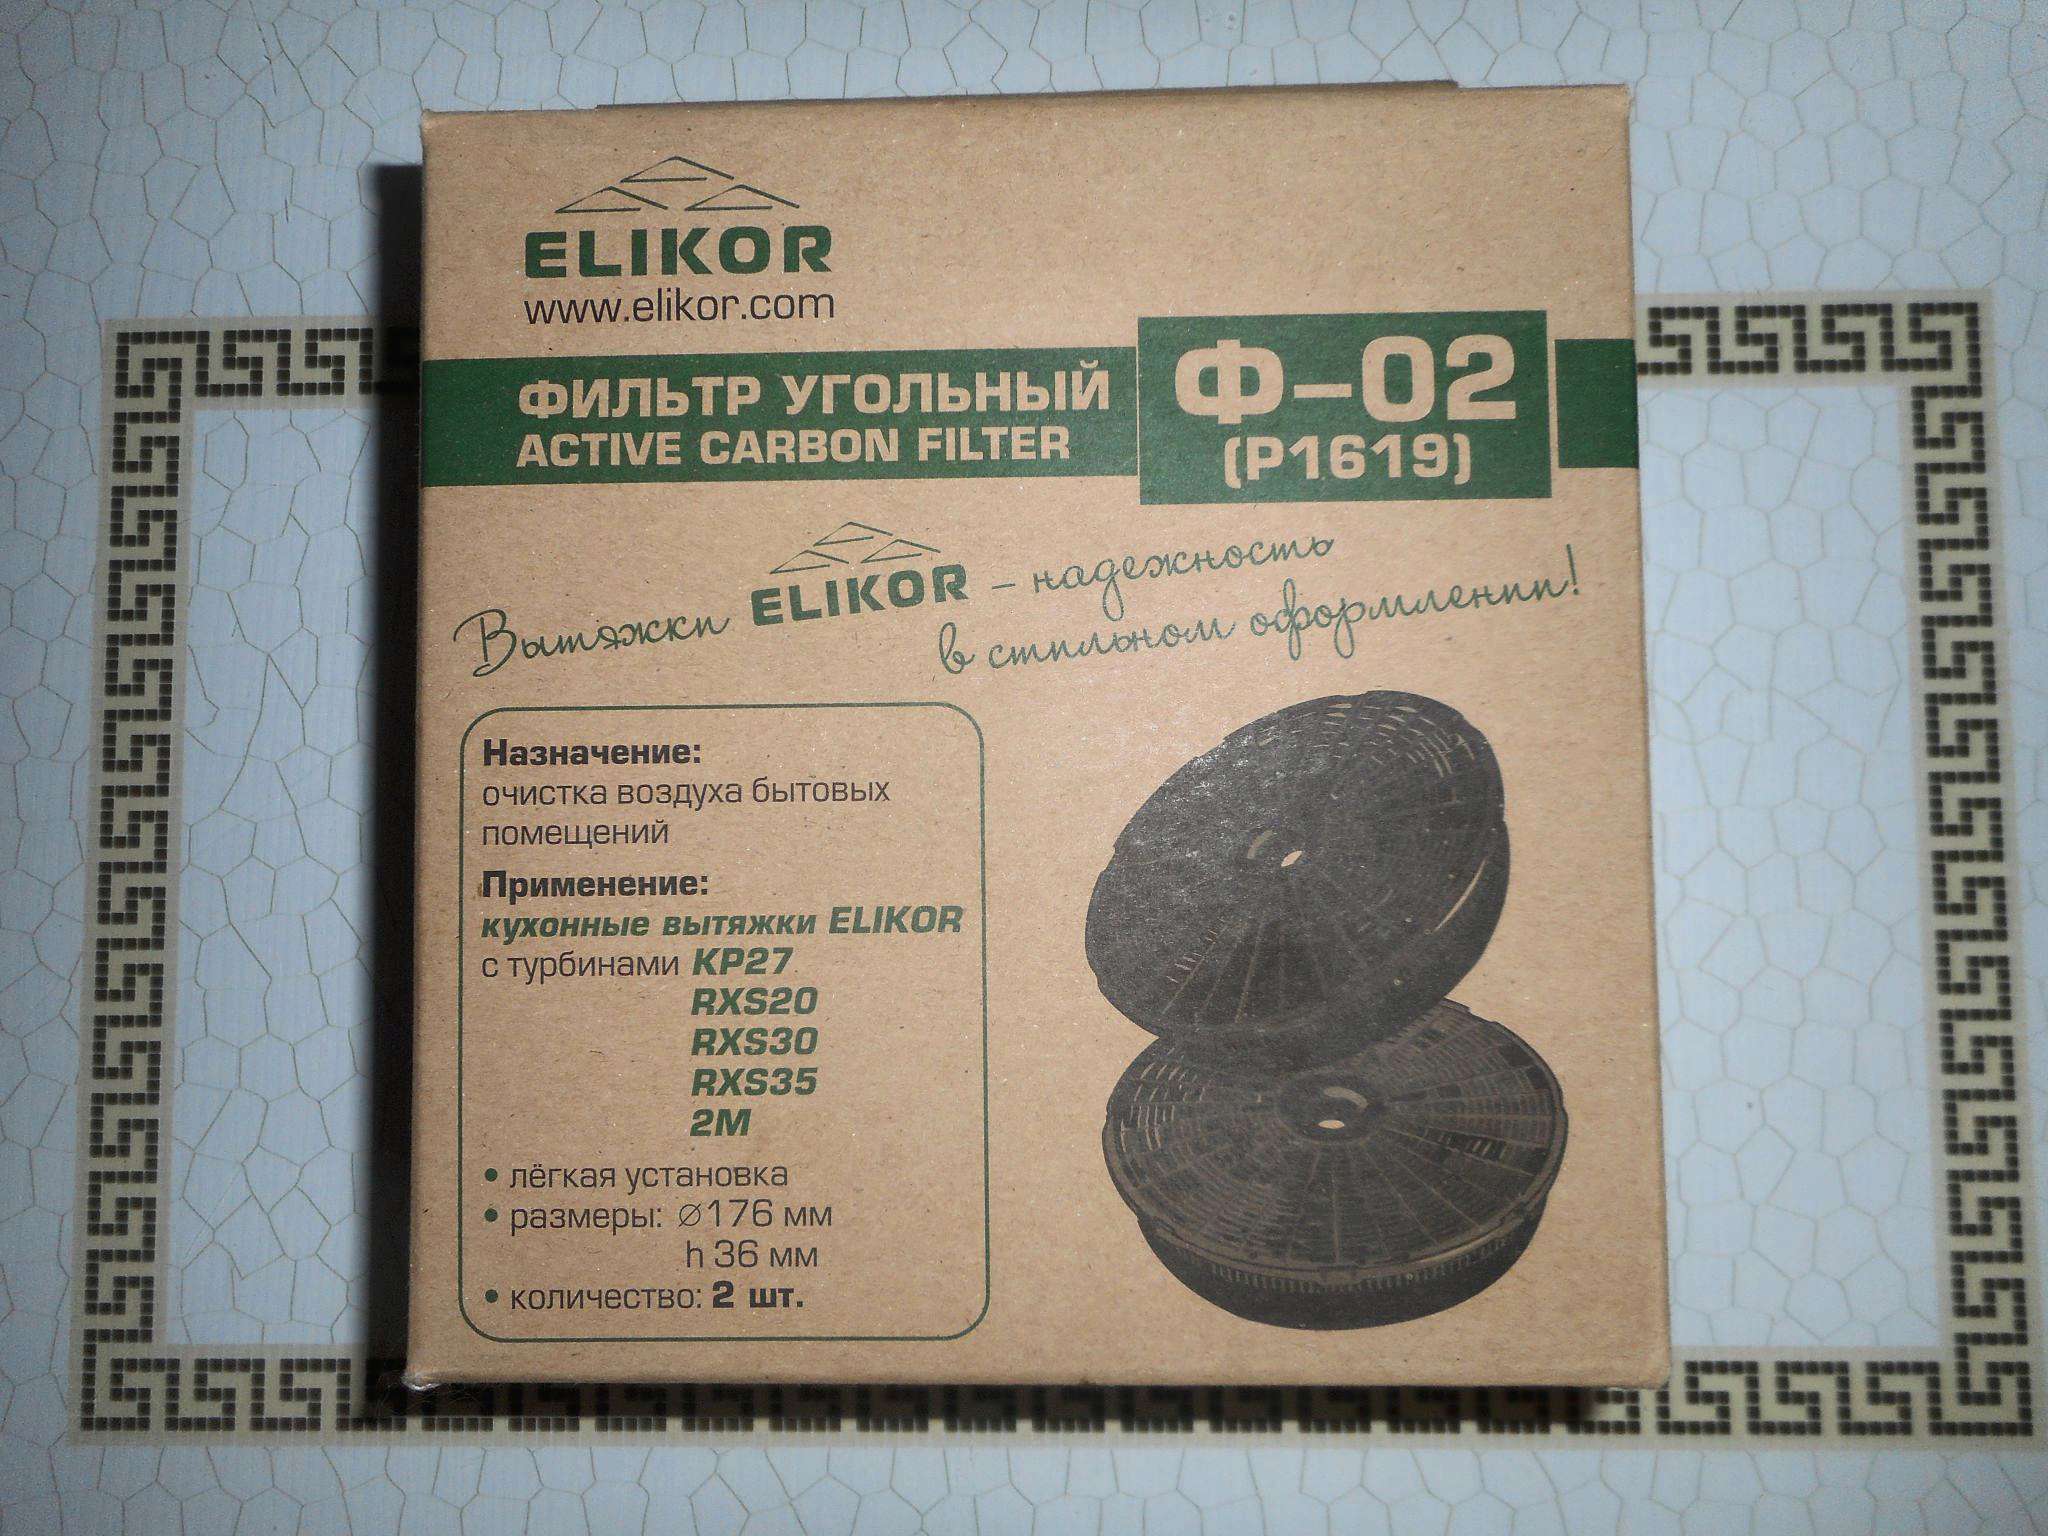 ELIKOR
www.elikor.com
ФИЛЬТР УГОЛЬНЫЙ
ACTIVE CARBON FILTER
Ф-02
(P1619)
Вытяжки ELIKOR – надежность
в стильном оформлении!
Назначение:
очистка воздуха бытовых
помещений
Применение:
кухонные вытяжки ELIKOR
с турбинами KP27
RXS20
RXS30
RXS35
2M
• лёгкая установка
• размеры: ⌀176 мм
h 36 мм
• количество: 2 шт.